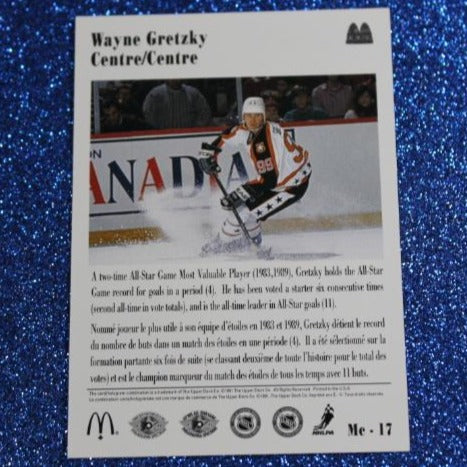 Wayne Gretzky
Centre/Centre
ANAD
99
A two-time All-Star Game Most Valuable Player (1983,1989), Gretzky holds the All-Star
Game record for goals in a period (4). He has been voted a starter six consecutive times
(second all-time in vote totals), and is the all-time leader in All-Star goals (11).
Nommé joueur le plus utile à son équipe d'étoiles en 1983 et 1989, Gretzky détient le record
du nombre de buts dans un match des étoiles en une période (4). Il a été sélectionné sur la
formation partante six fois de suite (se classant deuxième de toute l'histoire pour le total des
votes) et est le champion marqueur du match des étoiles de tous les temps avec 11 buts.
Mc - 17